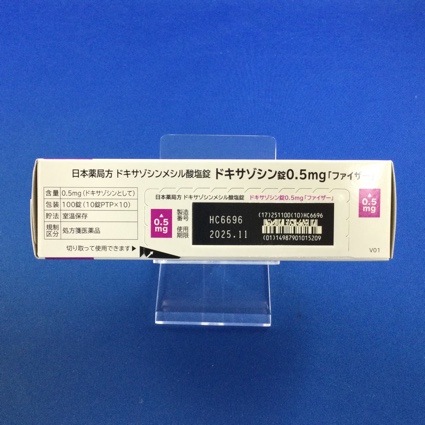 日本薬局方 ドキサゾシンメシル酸塩錠 ドキサゾシン錠0.5mg「ファイザー」
含量 0.5mg(ドキサゾシンとして)
包装 100錠(10錠PTP×10)
貯法 室温保存
規制区分 処方箋医薬品
切り取って使用できます▶
▲0.5mg
日本薬局方 ドキサゾシンメシル酸塩錠 ドキサゾシン錠0.5mg「ファイザー」
製造番号 HC6696
使用期限 2025.11
(17)251100(10)HC6696
(01)14987901015209
▲0.5mg
V01